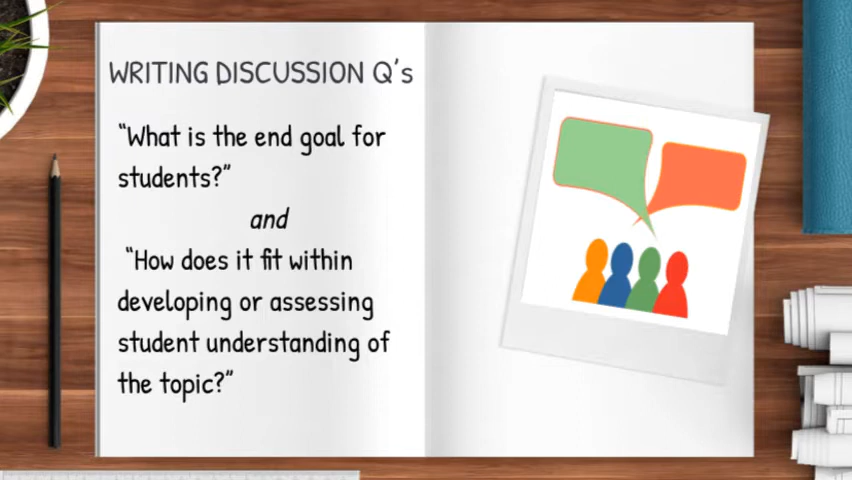 WRITING DISCUSSION Q's
“What is the end goal for
students?”
and
“How does it fit within
developing or assessing
student understanding of
the topic?”